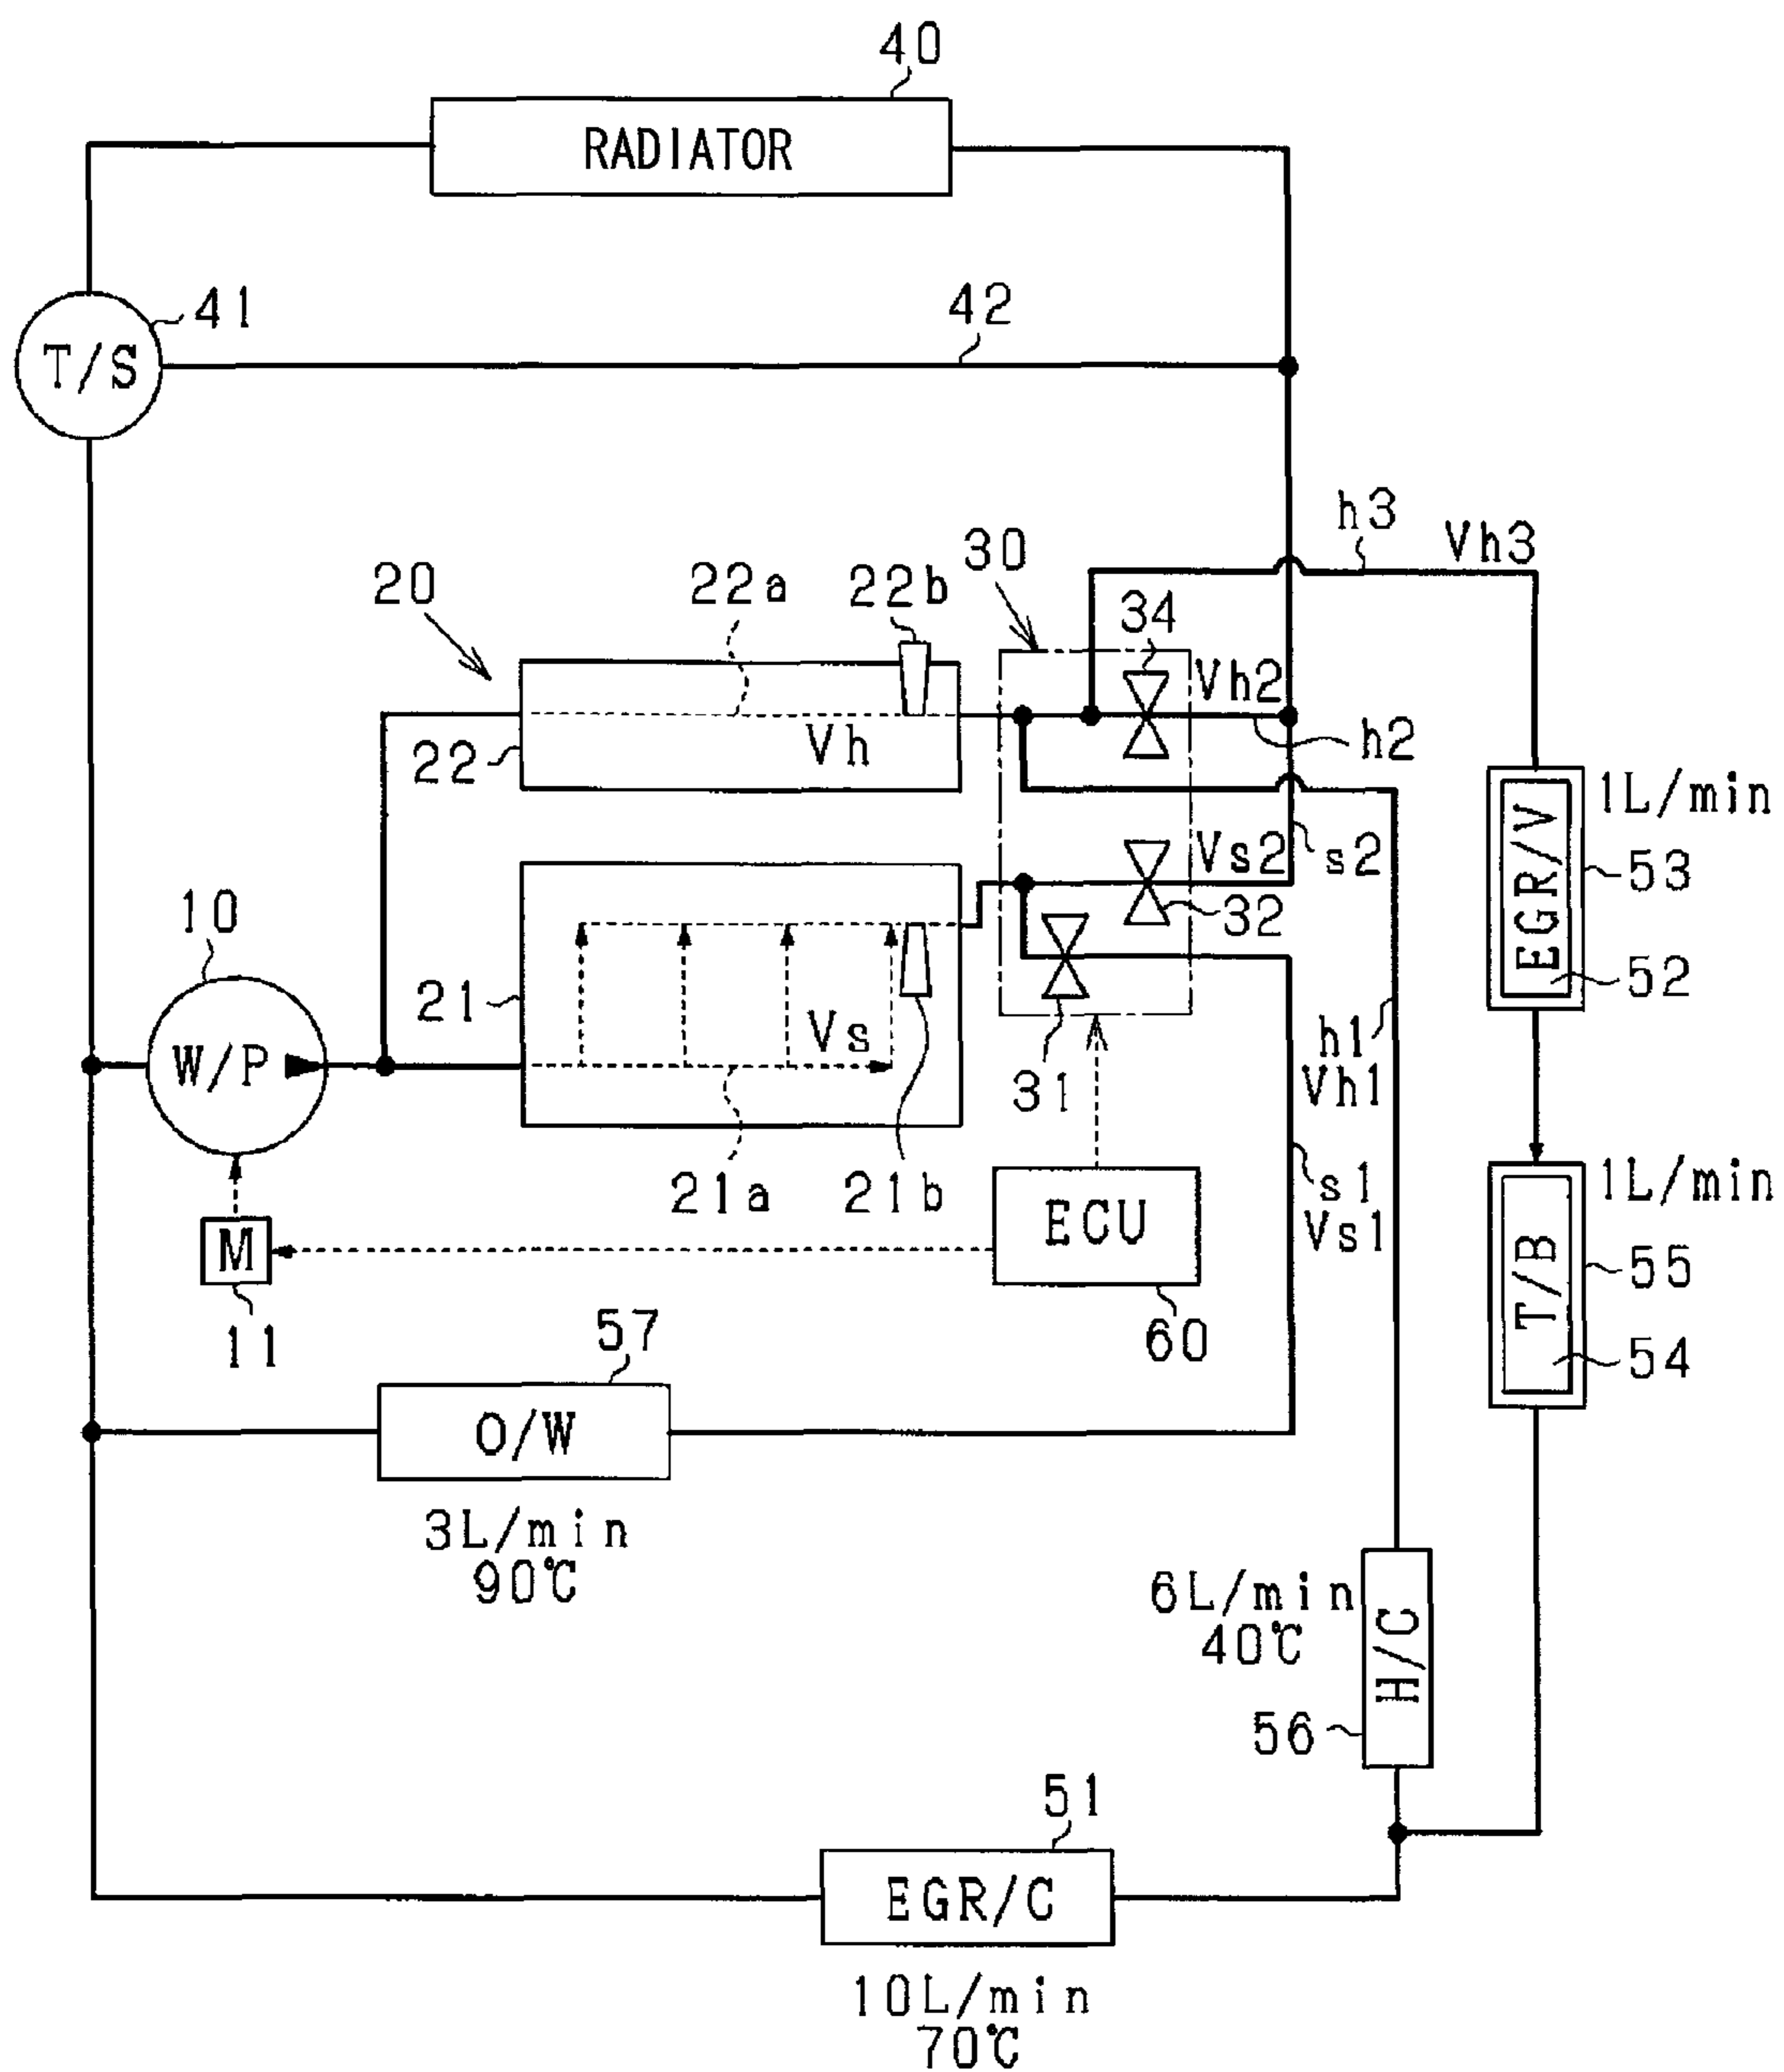 40
RADIATOR
41
T/S
42
h3
Vh3
30
20
22a
22b
34
Vh2
h2
Vh
22
1L/min
EGR/V
53
52
Vs2
s2
32
10
W/P
21
Vs
31
h1
Vh1
21a
21b
s1
Vs1
ECU
60
M
11
1L/min
T/B
55
54
57
O/W
3L/min
90℃
6L/min
40℃
H/C
56
51
EGR/C
10L/min
70℃